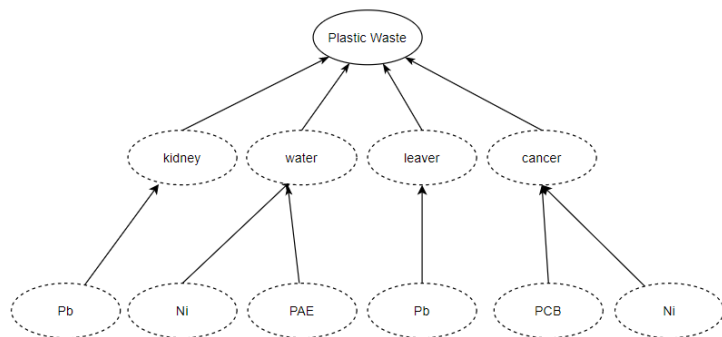 Plastic Waste
kidney
water
leaver
cancer
Pb
Ni
PAE
Pb
PCB
Ni